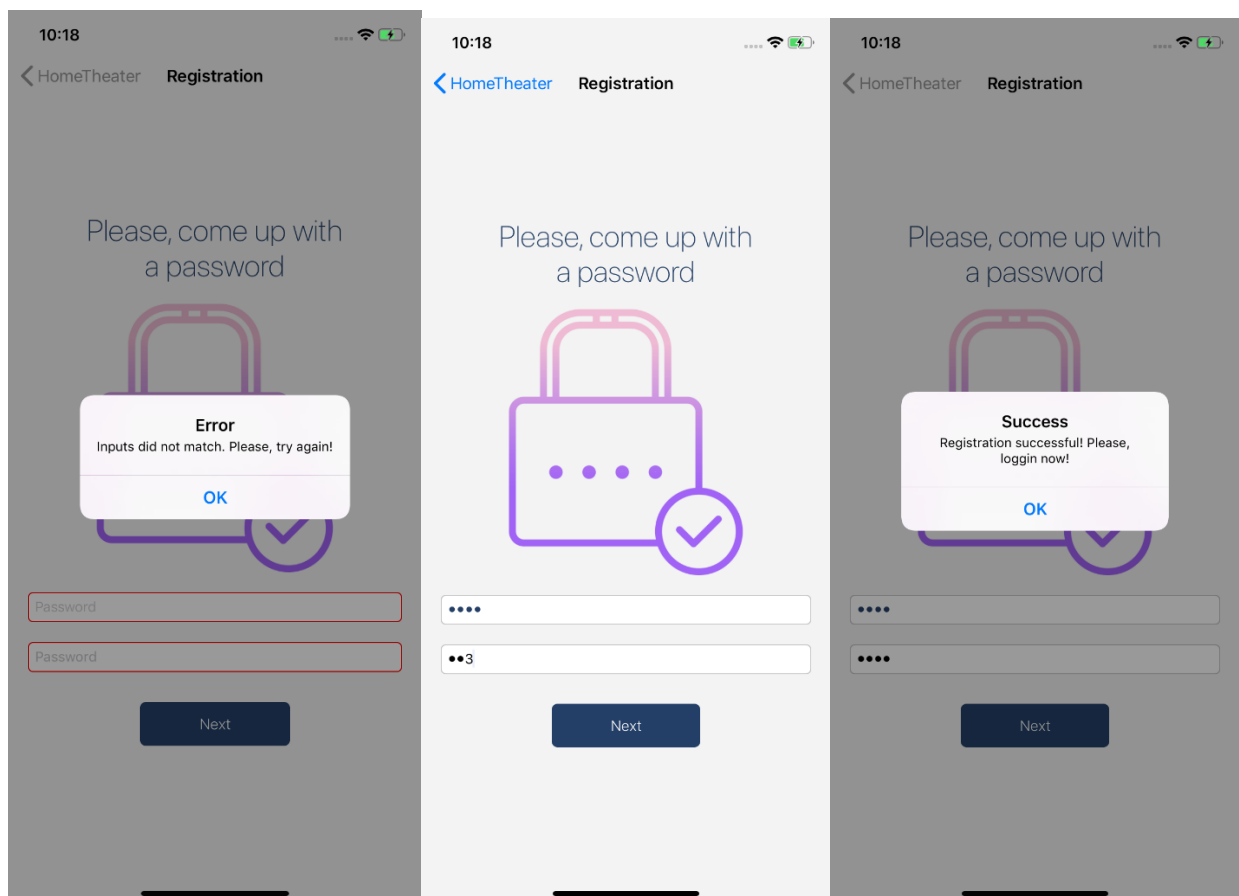 10:18
HomeTheater Registration
Please, come up with
a password
Error
Inputs did not match. Please, try again!
OK
Password
Password
Next
10:18
HomeTheater Registration
Please, come up with
a password
••••
••3
Next
10:18
HomeTheater Registration
Please, come up with
a password
Success
Registration successful! Please,
loggin now!
OK
••••
••••
Next